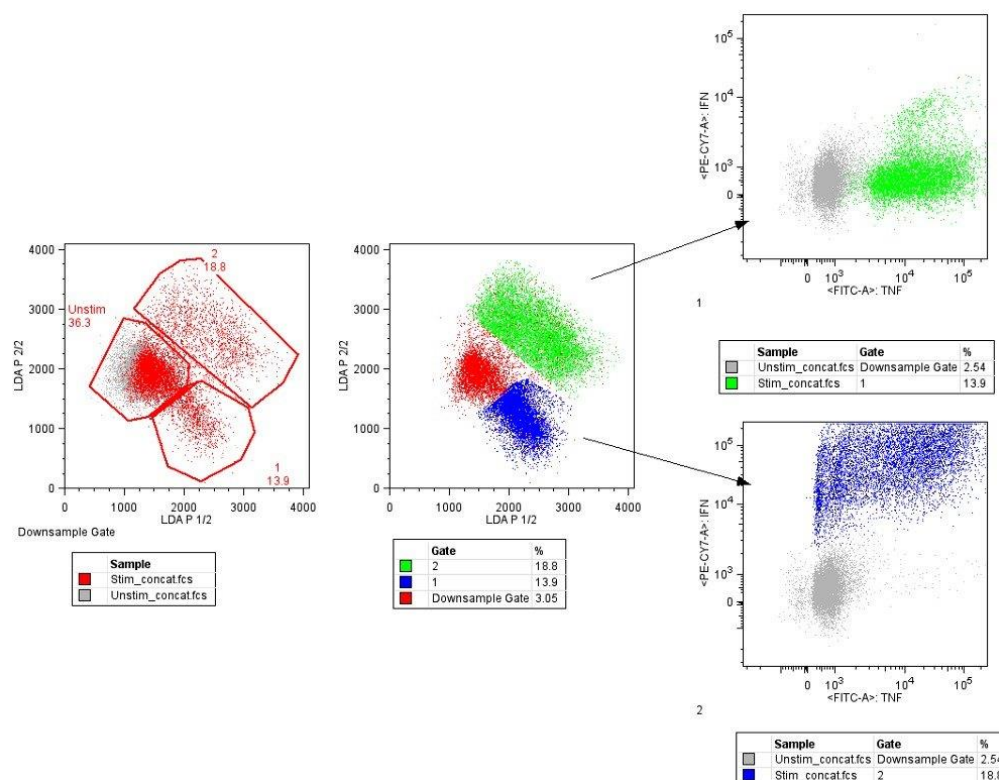 4000
3000
2000
1000
0
LDA P 2/2
2
18.8
Unstim
36.3
1
13.9
0 1000 2000 3000 4000
LDA P 1/2
Downsample Gate
Sample
Stim_concat.fcs
Unstim_concat.fcs
4000
3000
2000
1000
0
LDA P 2/2
0 1000 2000 3000 4000
LDA P 1/2
Gate %
2 18.8
1 13.9
Downsample Gate 3.05
10^5
10^4
10^3
0
<PE-CY7-A>: IFN
0 10^3 10^4 10^5
<FITC-A>: TNF
1
Sample Gate %
Unstim_concat.fcs Downsample Gate 2.54
Stim_concat.fcs 1 13.9
10^5
10^4
10^3
0
<PE-CY7-A>: IFN
0 10^3 10^4 10^5
<FITC-A>: TNF
2
Sample Gate %
Unstim_concat.fcs Downsample Gate 2.54
Stim_concat.fcs 2 18.8